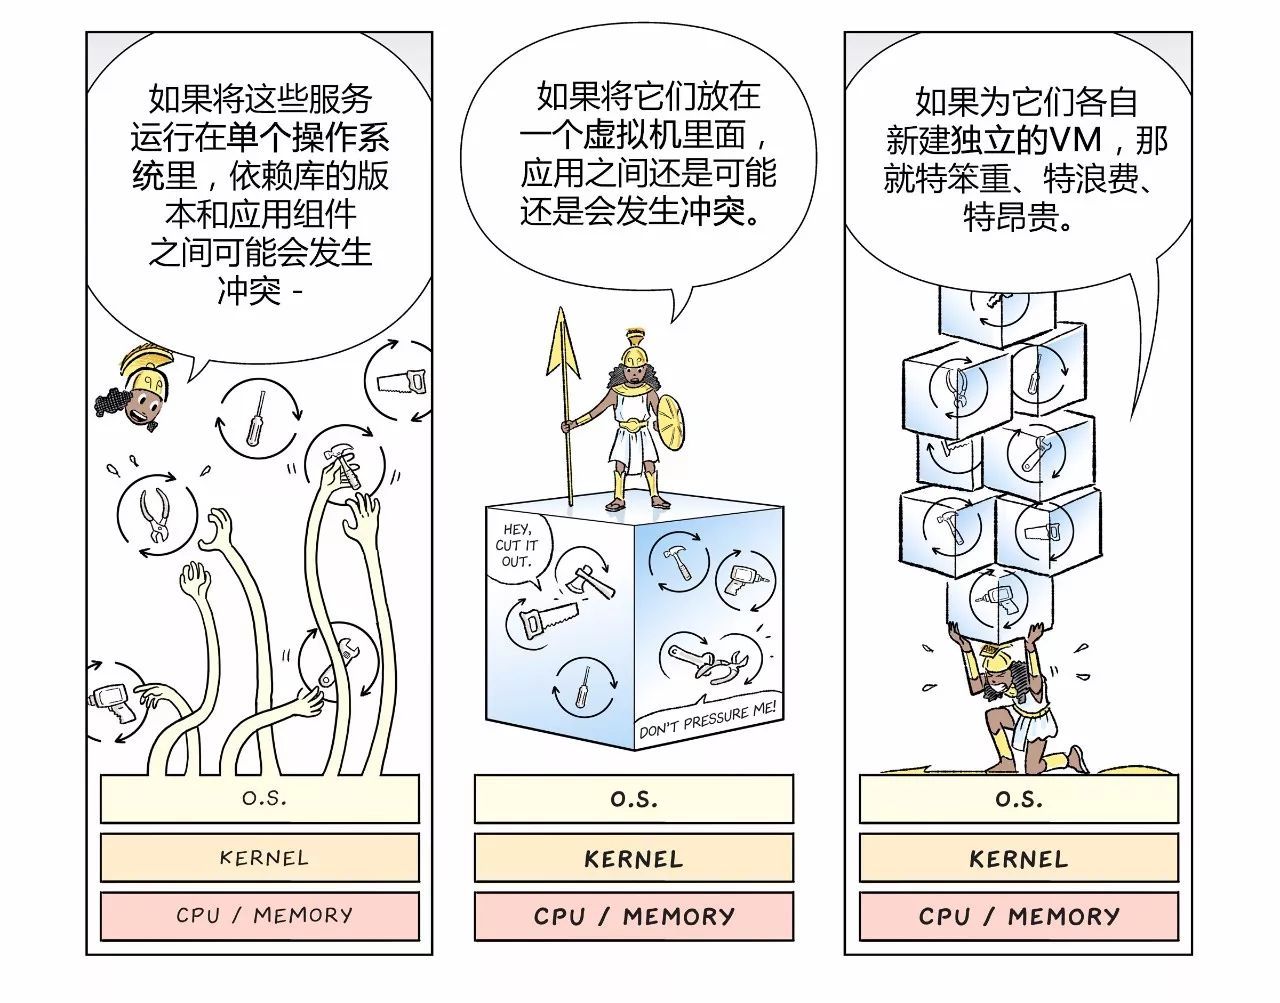 如果将这些服务
运行在单个操作系
统里，依赖库的版
本和应用组件
之间可能会发生
冲突 -
O.S.
KERNEL
CPU / MEMORY
如果将它们放在
一个虚拟机里面，
应用之间还是可能
还是会发生冲突。
HEY,
CUT IT
OUT.
DON'T PRESSURE ME!
O.S.
KERNEL
CPU / MEMORY
如果为它们各自
新建独立的VM，那
就特笨重、特浪费、
特昂贵。
O.S.
KERNEL
CPU / MEMORY